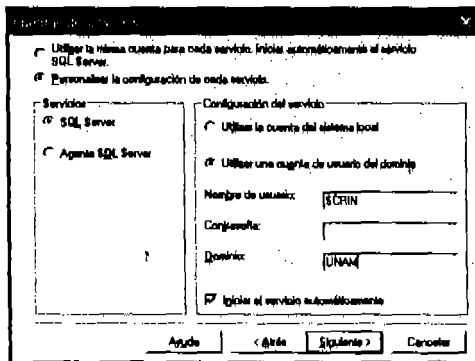 Utilizar la misma cuenta para cada servicio. Iniciar automáticamente el servicio
SQL Server.
Personalizar la configuración de cada servicio.
Servicios
SQL Server
Agente SQL Server
Configuración del servicio
Utilizar la cuenta del sistema local
Utilizar una cuenta de usuario del dominio
Nombre de usuario:
SCRIN
Contraseña:
Dominio:
UNAM
Iniciar el servicio automáticamente
Ayuda
< Atrás
Siguiente >
Cancelar